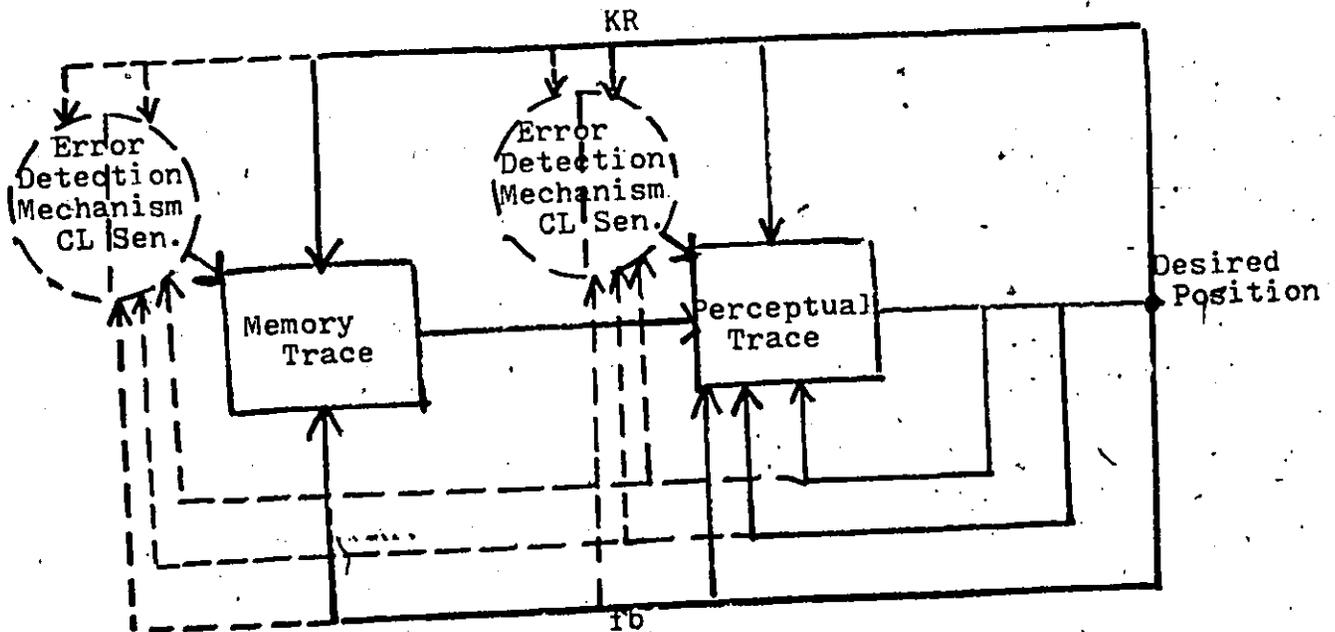 KR
Error
Detection
Mechanism
CL Sen.
Error
Detection
Mechanism
CL Sen.
Memory
Trace
Perceptual
Trace
Desired
Position
fb